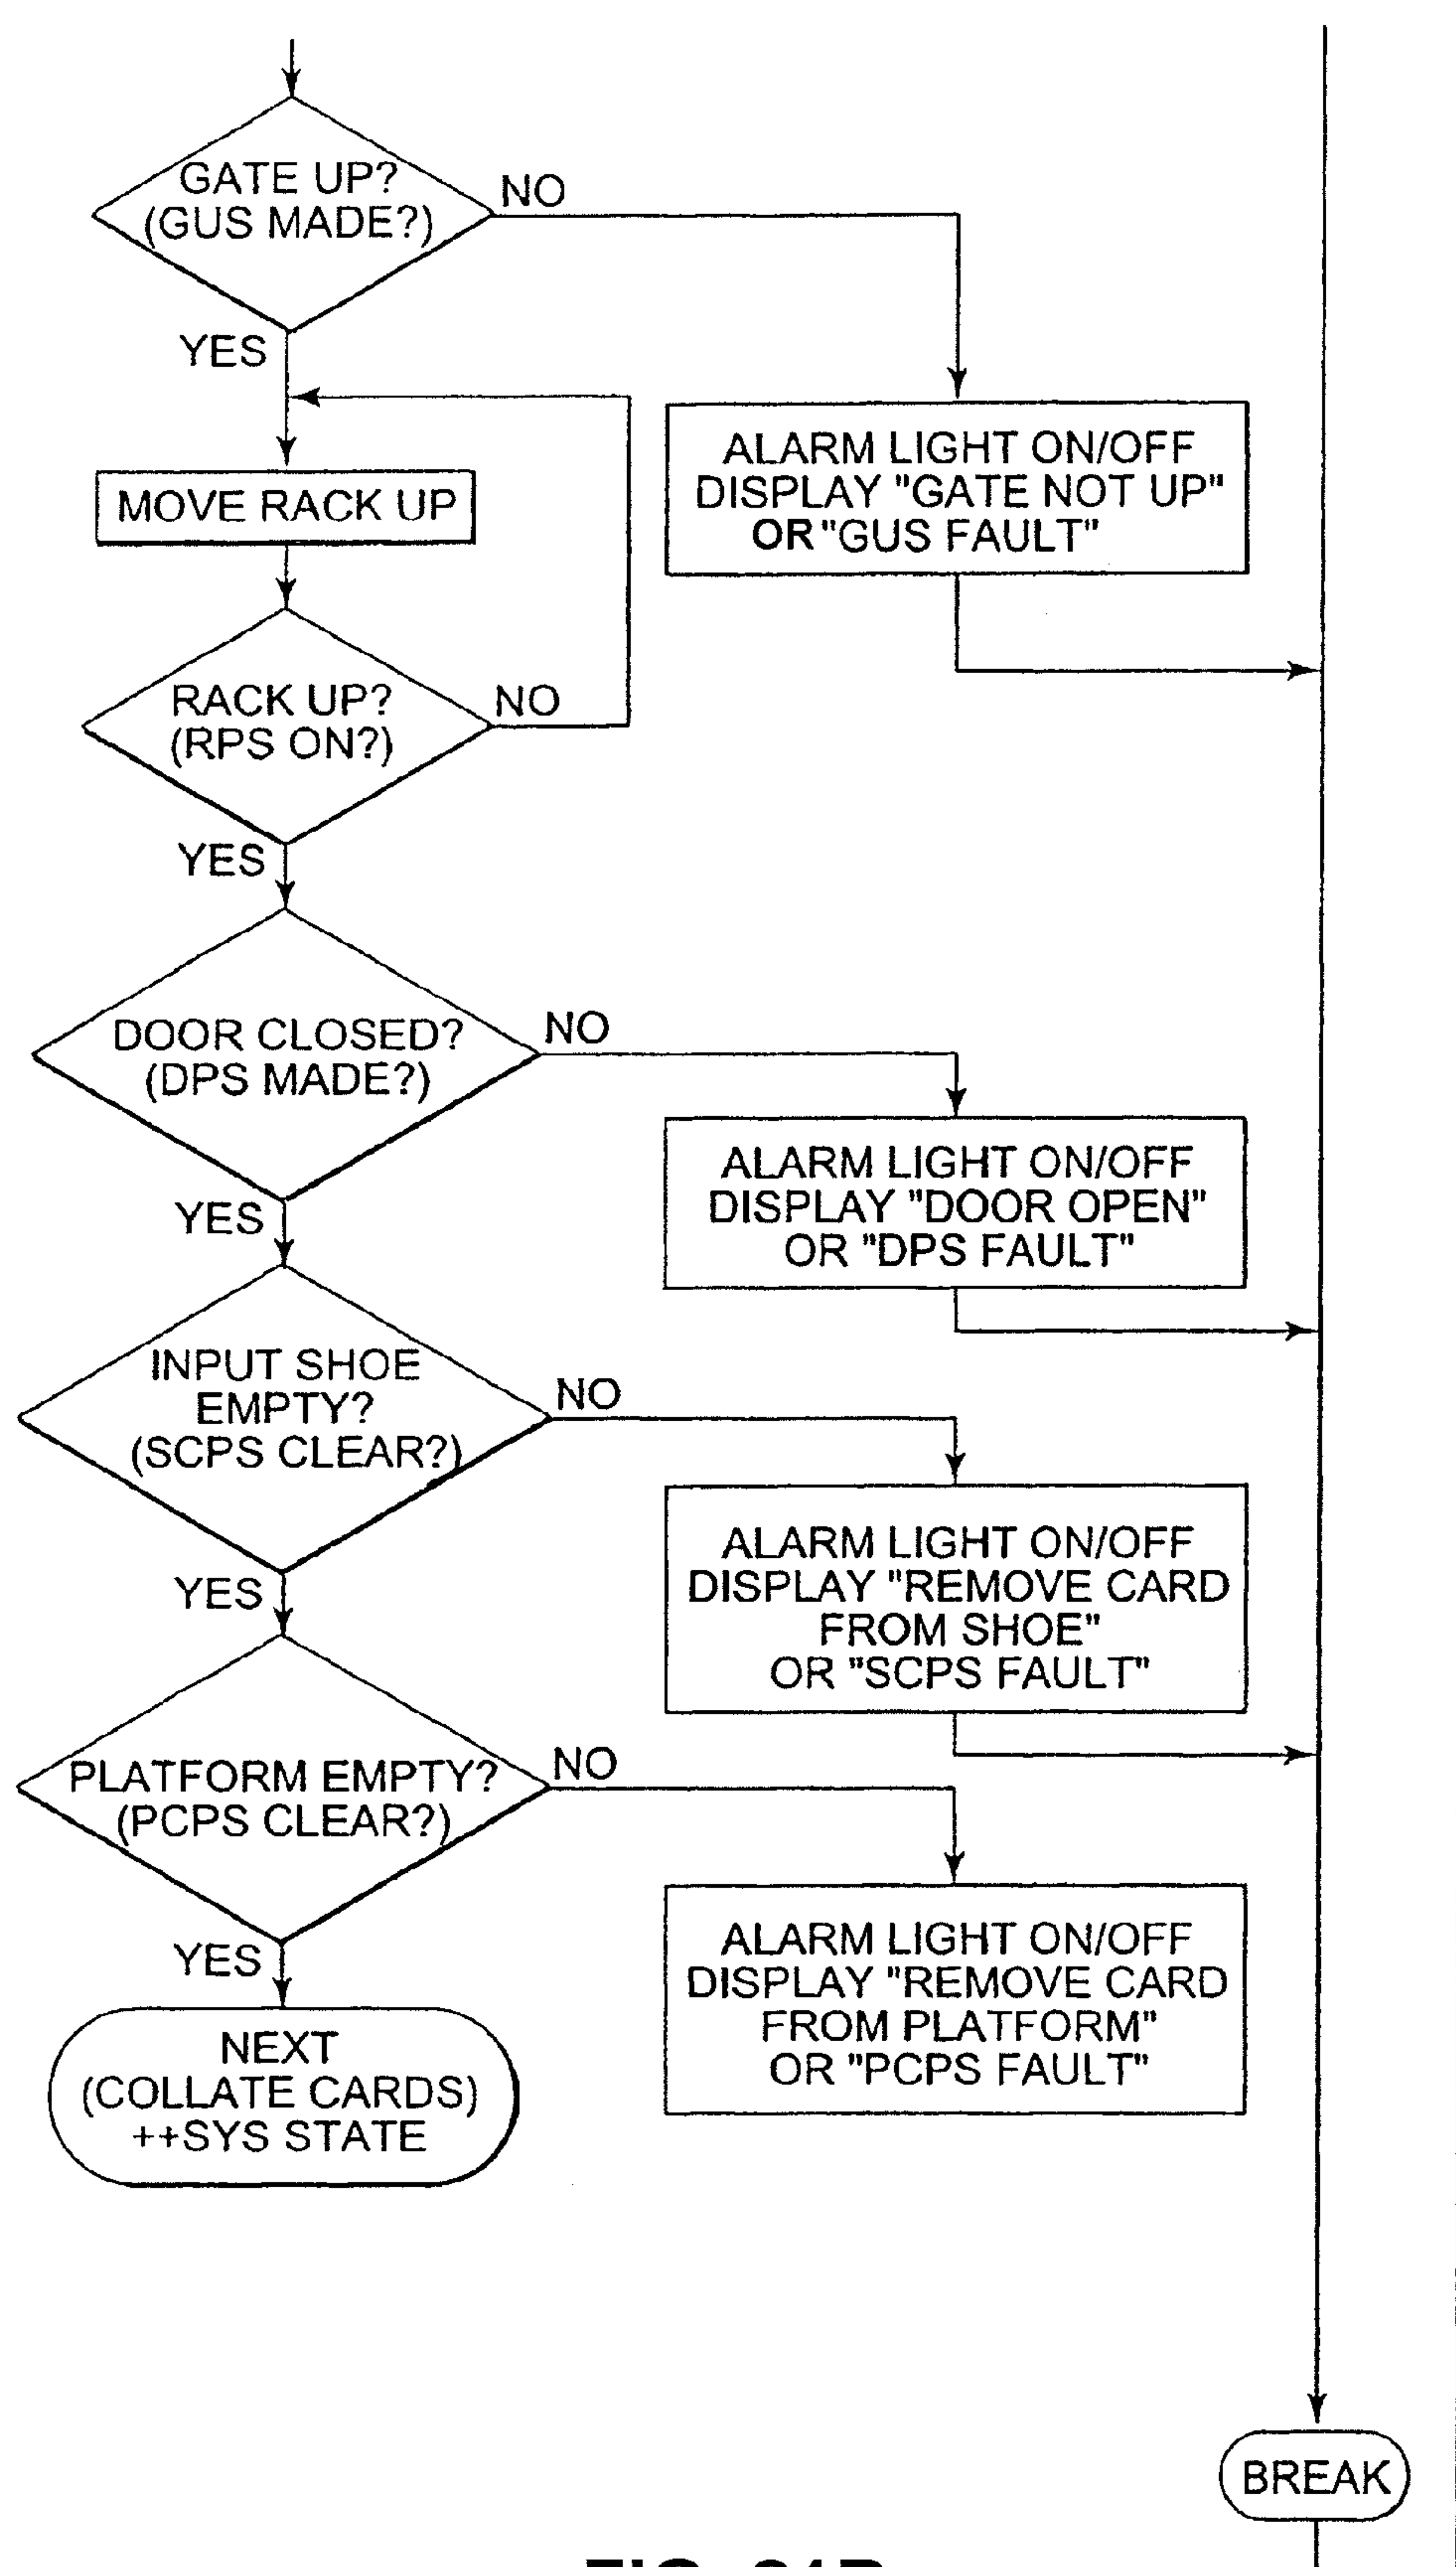 GATE UP?
(GUS MADE?)
NO
YES
MOVE RACK UP
ALARM LIGHT ON/OFF
DISPLAY "GATE NOT UP"
OR "GUS FAULT"
RACK UP?
(RPS ON?)
NO
YES
DOOR CLOSED?
(DPS MADE?)
NO
YES
ALARM LIGHT ON/OFF
DISPLAY "DOOR OPEN"
OR "DPS FAULT"
INPUT SHOE
EMPTY?
(SCPS CLEAR?)
NO
YES
ALARM LIGHT ON/OFF
DISPLAY "REMOVE CARD
FROM SHOE"
OR "SCPS FAULT"
PLATFORM EMPTY?
(PCPS CLEAR?)
NO
YES
ALARM LIGHT ON/OFF
DISPLAY "REMOVE CARD
FROM PLATFORM"
OR "PCPS FAULT"
NEXT
(COLLATE CARDS)
++SYS STATE
BREAK